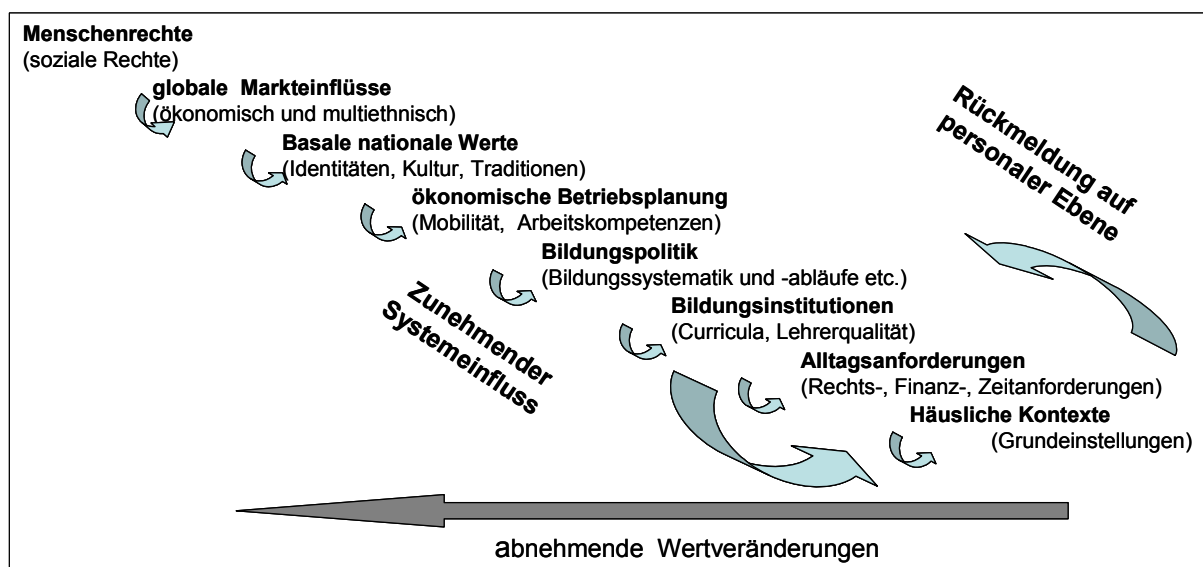 Menschenrechte
(soziale Rechte)
globale Markteinflüsse
(ökonomisch und multiethnisch)
Basale nationale Werte
(Identitäten, Kultur, Traditionen)
ökonomische Betriebsplanung
(Mobilität, Arbeitskompetenzen)
Bildungspolitik
(Bildungssystematik und -abläufe etc.)
Bildungsinstitutionen
(Curricula, Lehrerqualität)
Alltagsanforderungen
(Rechts-, Finanz-, Zeitanforderungen)
Häusliche Kontexte
(Grundeinstellungen)
Rückmeldung auf
personaler Ebene
Zunehmender
Systemeinfluss
abnehmende Wertveränderungen